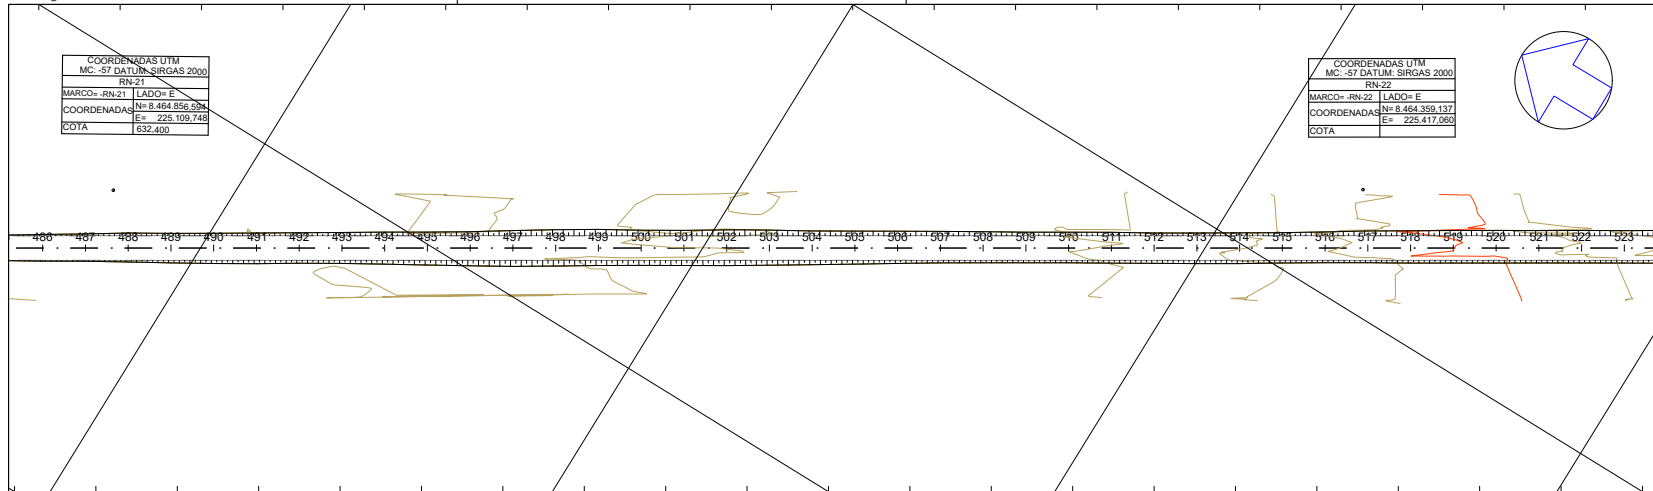 COORDENADAS UTM
MC: -57 DATUM: SIRGAS 2000
RN-21
MARCO= -RN-21 LADO= E
COORDENADAS N= 8.464.856,594
E= 225.109,748
COTA 632,400
COORDENADAS UTM
MC: -57 DATUM: SIRGAS 2000
RN-22
MARCO= -RN-22 LADO= E
COORDENADAS N= 8.464.359,137
E= 225.417,060
COTA
486 487 488 489 490 491 492 493 494 495 496 497 498 499 500 501 502 503 504 505 506 507 508 509 510 511 512 513 514 515 516 517 518 519 520 521 522 523